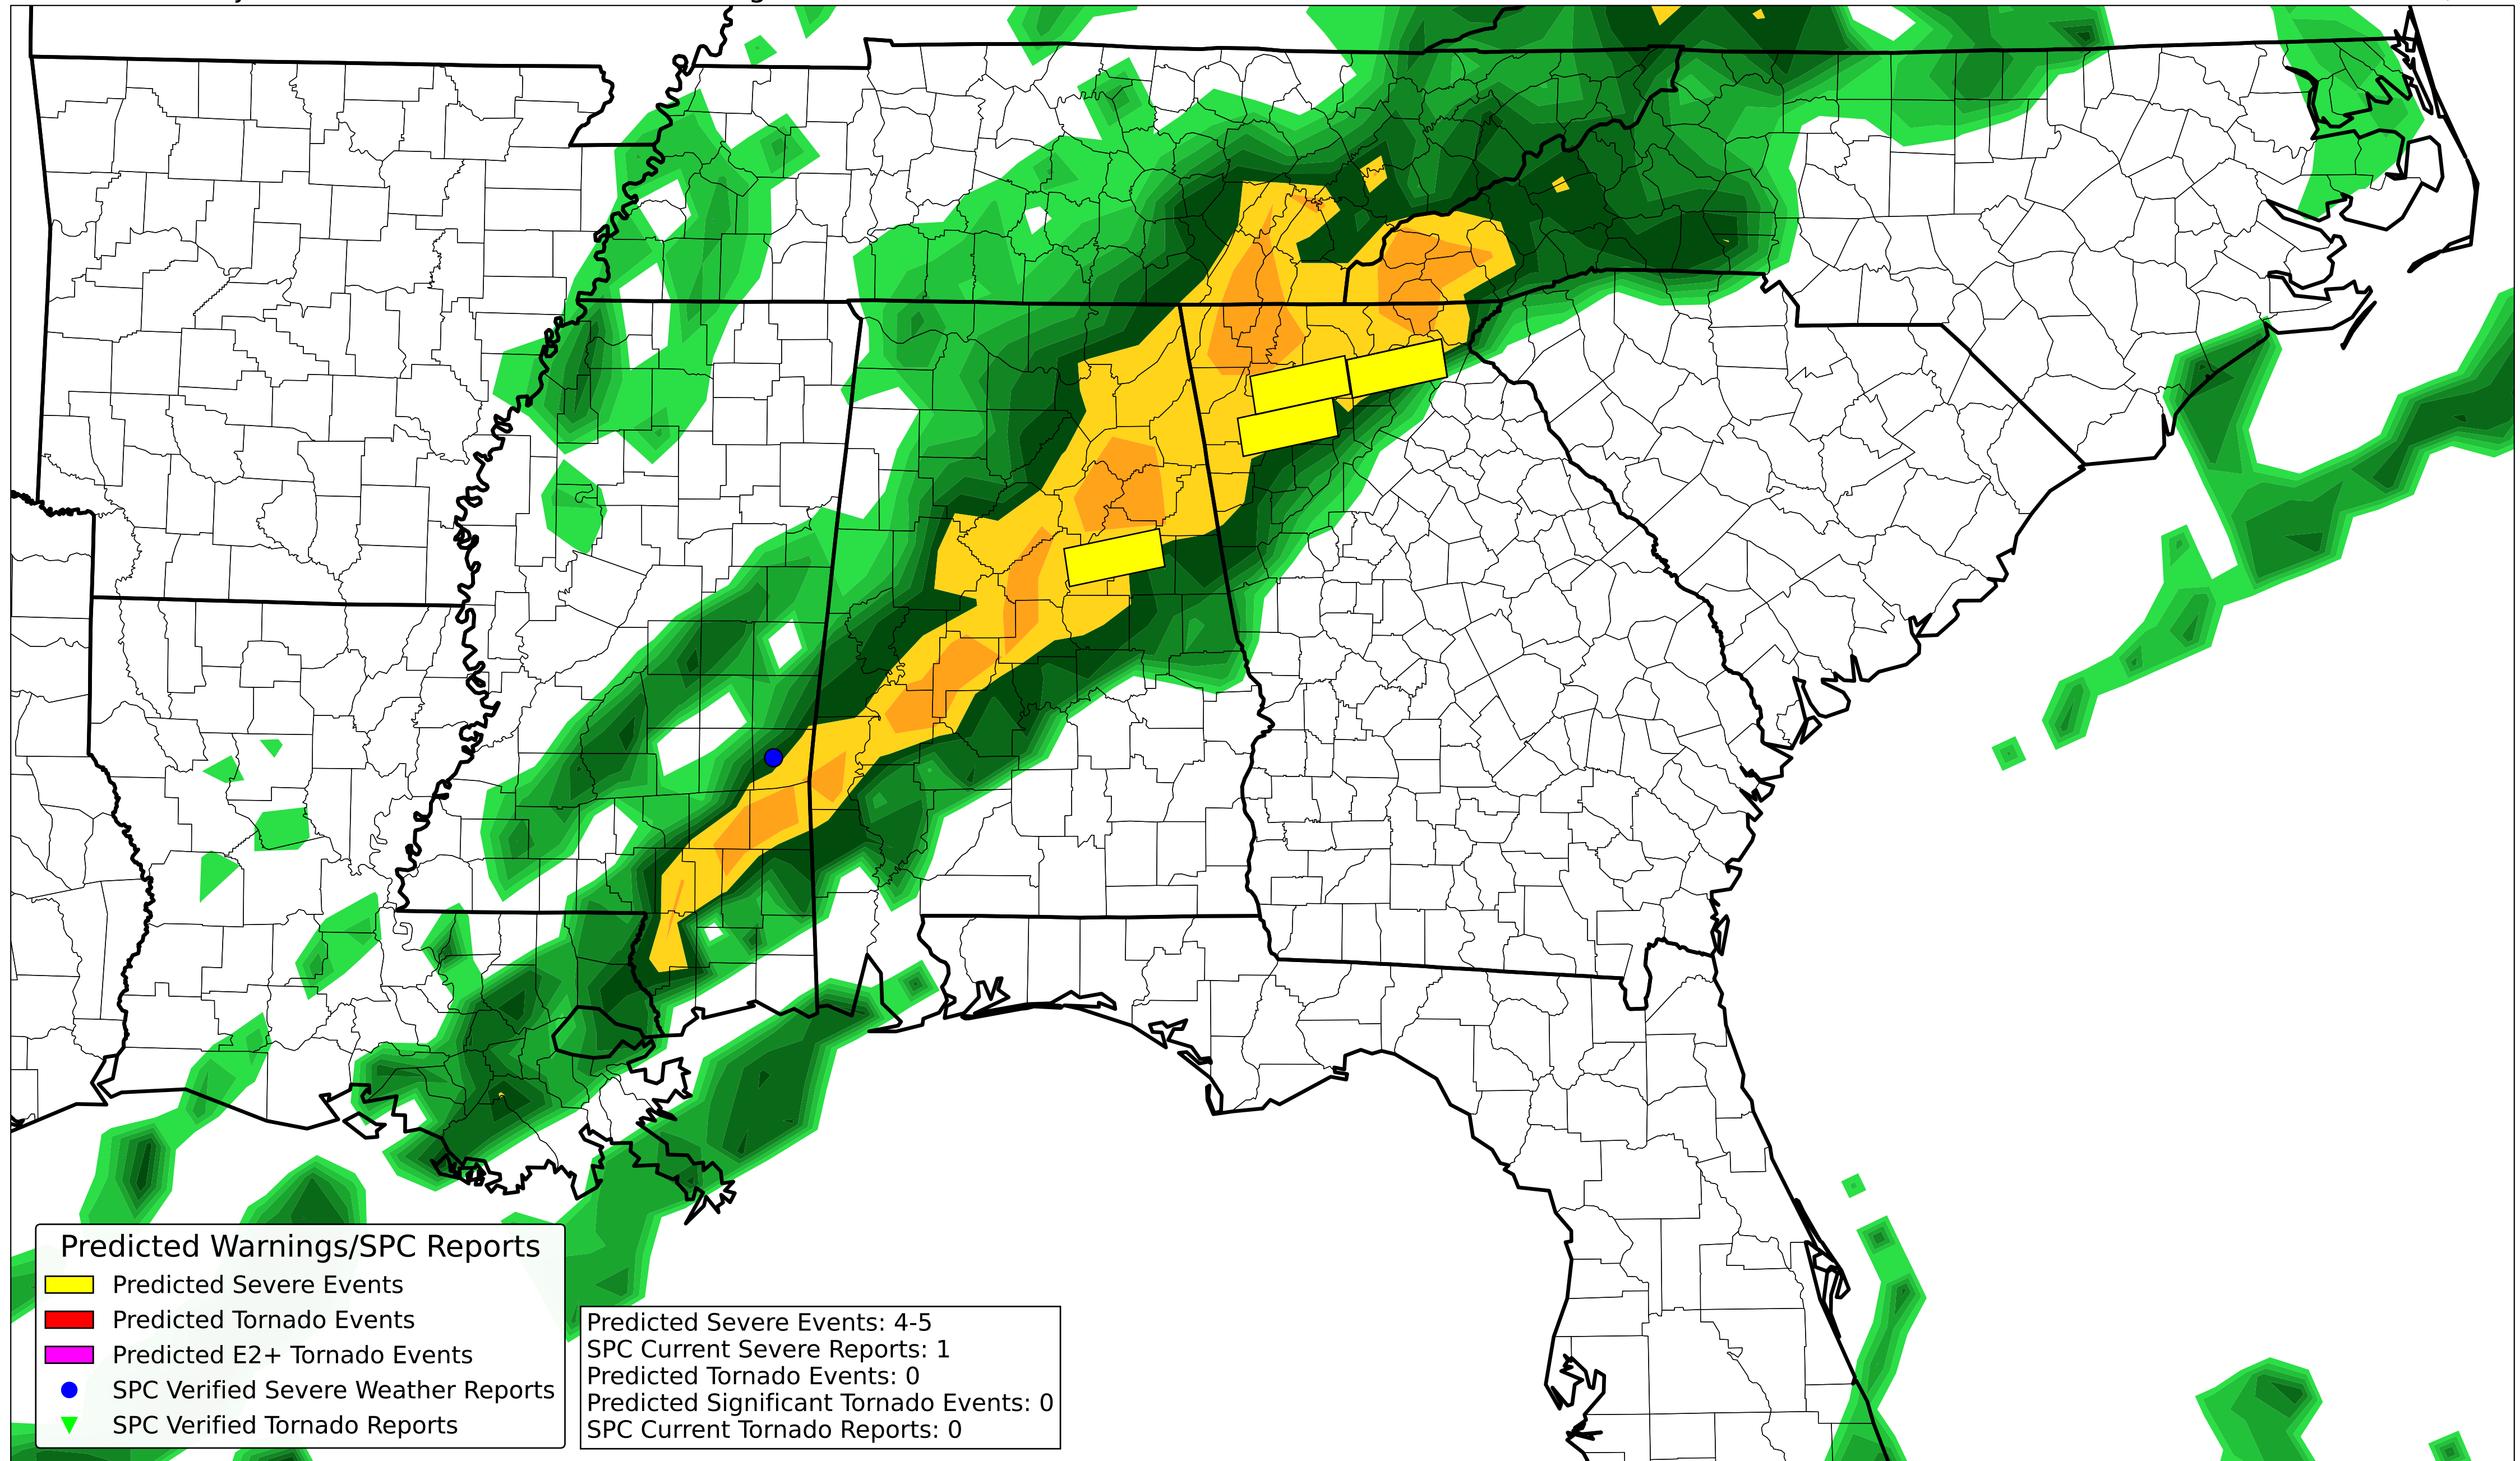 Predicted Warnings/SPC Reports
Predicted Severe Events
Predicted Tornado Events
Predicted E2+ Tornado Events
SPC Verified Severe Weather Reports
SPC Verified Tornado Reports
Predicted Severe Events: 4-5
SPC Current Severe Reports: 1
Predicted Tornado Events: 0
Predicted Significant Tornado Events: 0
SPC Current Tornado Reports: 0